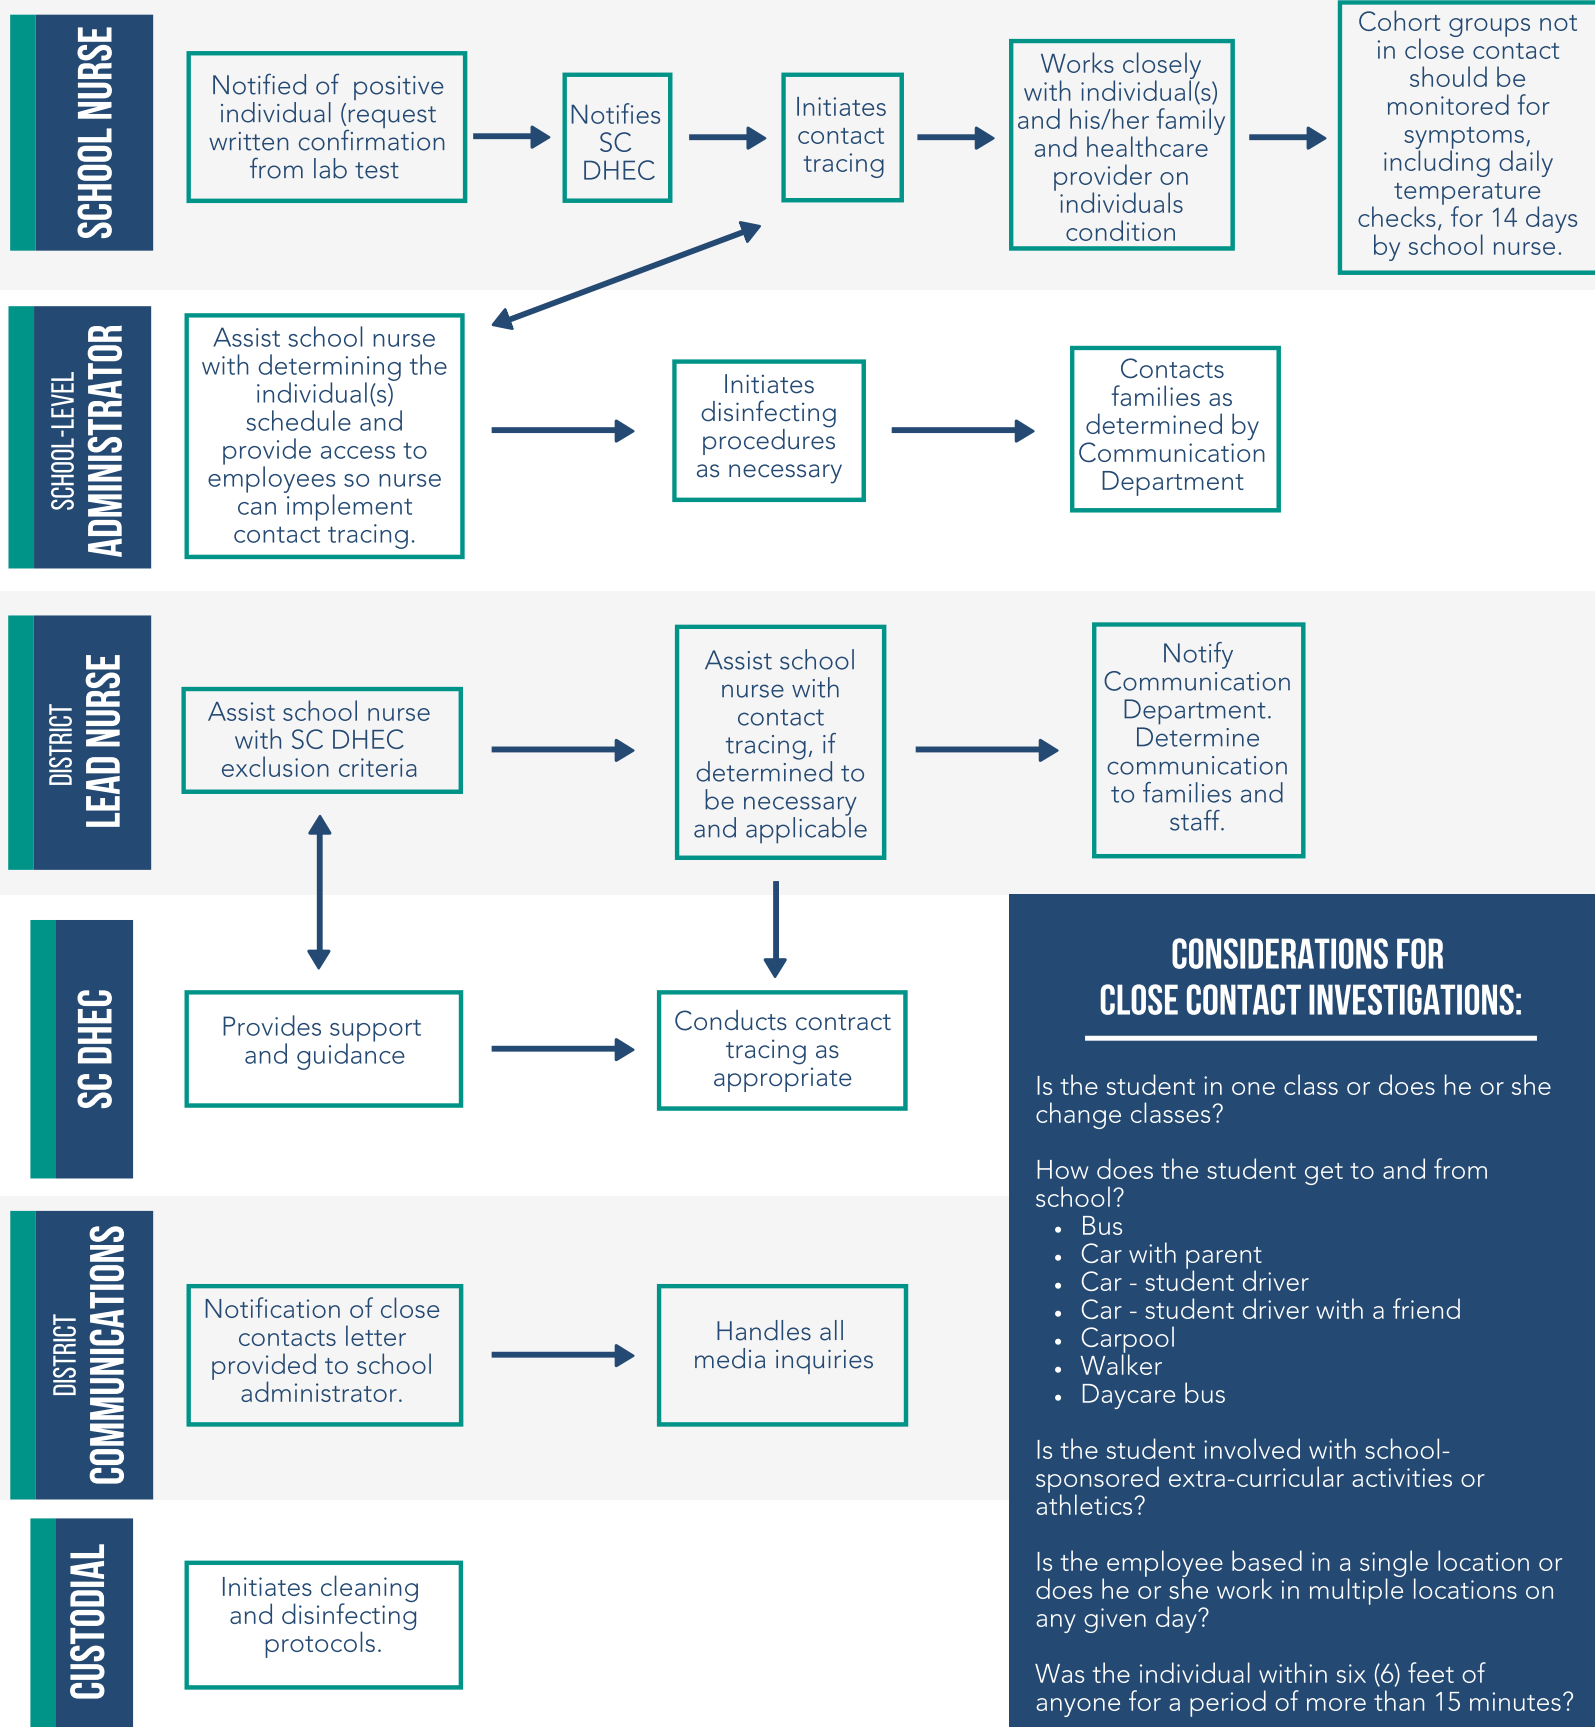 SCHOOL NURSE
Notified of positive
individual (request
written confirmation
from lab test
Notifies
SC
DHEC
Initiates
contact
tracing
Works closely
with individual(s)
and his/her family
and healthcare
provider on
individuals
condition
Cohort groups not
in close contact
should be
monitored for
symptoms,
including daily
temperature
checks, for 14 days
by school nurse.
SCHOOL-LEVEL
ADMINISTRATOR
Assist school nurse
with determining the
individual(s)
schedule and
provide access to
employees so nurse
can implement
contact tracing.
Initiates
disinfecting
procedures
as necessary
Contacts
families as
determined by
Communication
Department
DISTRICT
LEAD NURSE
Assist school nurse
with SC DHEC
exclusion criteria
Assist school
nurse with
contact
tracing, if
determined to
be necessary
and applicable
Notify
Communication
Department.
Determine
communication
to families and
staff.
SC DHEC
Provides support
and guidance
Conducts contract
tracing as
appropriate
DISTRICT
COMMUNICATIONS
Notification of close
contacts letter
provided to school
administrator.
Handles all
media inquiries
CUSTODIAL
Initiates cleaning
and disinfecting
protocols.
CONSIDERATIONS FOR
CLOSE CONTACT INVESTIGATIONS:
Is the student in one class or does he or she
change classes?
How does the student get to and from
school?
• Bus
• Car with parent
• Car - student driver
• Car - student driver with a friend
• Carpool
• Walker
• Daycare bus
Is the student involved with school-
sponsored extra-curricular activities or
athletics?
Is the employee based in a single location or
does he or she work in multiple locations on
any given day?
Was the individual within six (6) feet of
anyone for a period of more than 15 minutes?